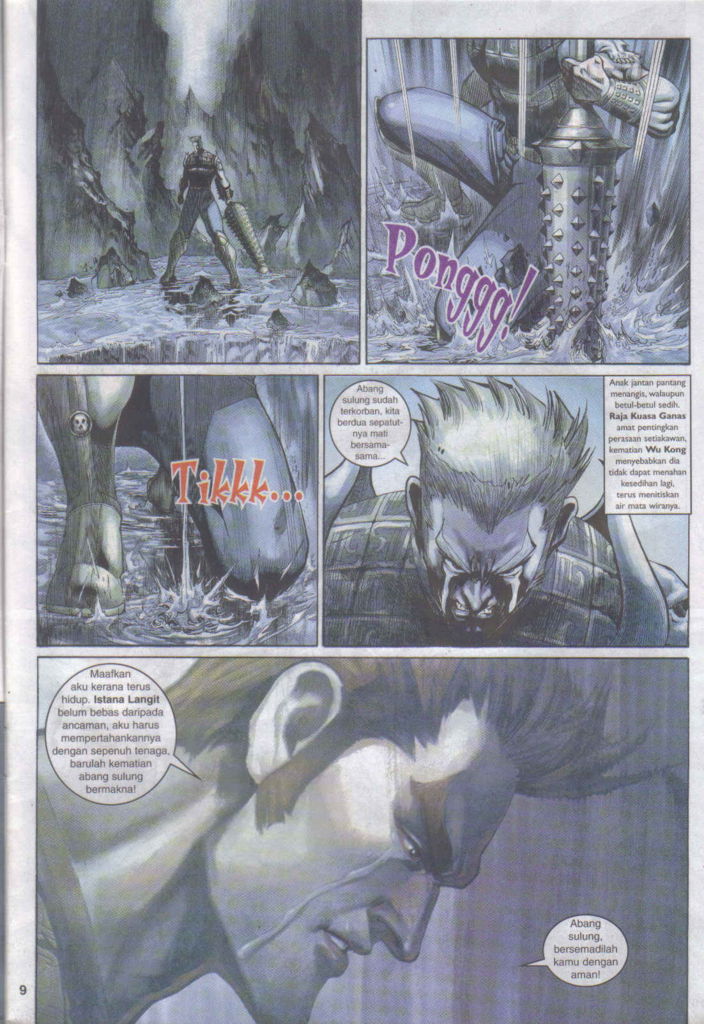 Ponggg!
Tikkk...
Abang
sulung sudah
terkorban, kita
berdua sepatut-
nya mati
bersama-
sama...
Anak jantan pantang
menangis, walaupun
betul-betul sedih.
Raja Kuasa Ganas
amat pentingkan
perasaan setiakawan,
kematian Wu Kong
menyebabkan dia
tidak dapat menahan
kesedihan lagi,
terus menitiskan
air mata wiranya.
Maafkan
aku kerana terus
hidup. Istana Langit
belum bebas daripada
ancaman, aku harus
mempertahankannya
dengan sepenuh tenaga,
barulah kematian
abang sulung
bermakna!
Abang
sulung,
bersemadilah
kamu dengan
aman!
9